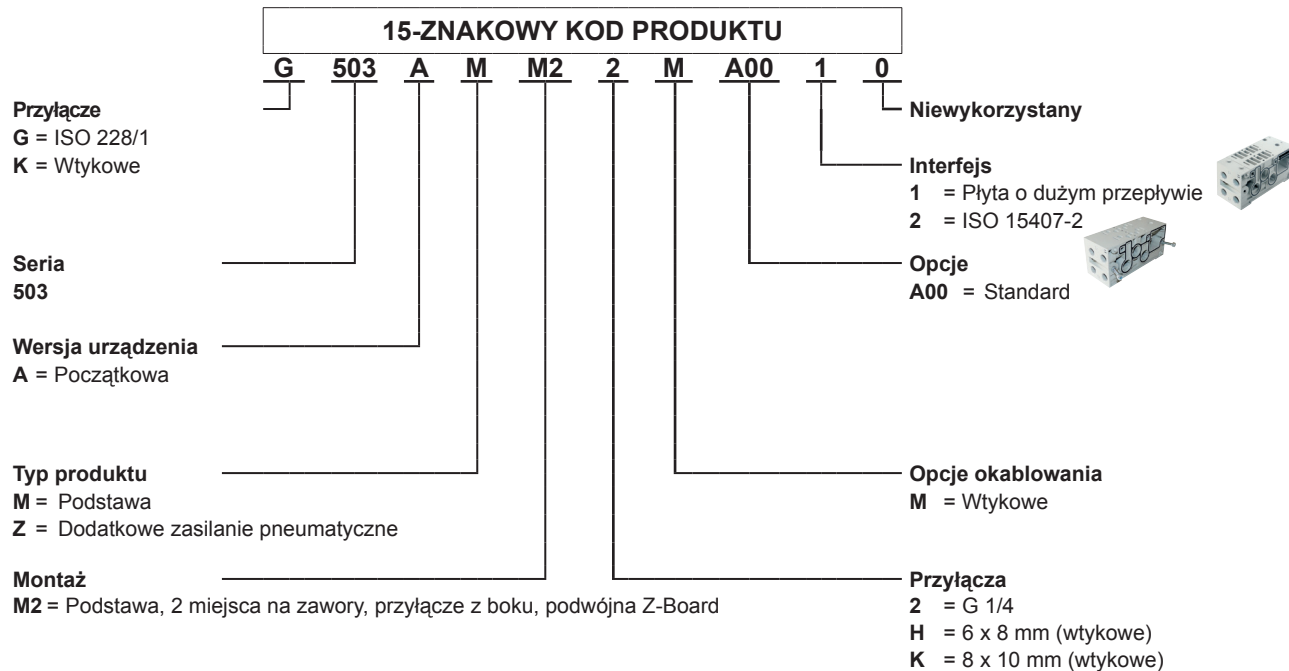 15-ZNAKOWY KOD PRODUKTU
G 503 A M M2 2 M A00 1 0
Przyłącze
G = ISO 228/1
K = Wtykowe
Seria
503
Wersja urządzenia
A = Początkowa
Typ produktu
M = Podstawa
Z = Dodatkowe zasilanie pneumatyczne
Montaż
M2 = Podstawa, 2 miejsca na zawory, przyłącze z boku, podwójna Z-Board
Niewykorzystany
Interfejs
1 = Płyta o dużym przepływie
2 = ISO 15407-2
Opcje
A00 = Standard
Opcje okablowania
M = Wtykowe
Przyłącza
2 = G 1/4
H = 6 x 8 mm (wtykowe)
K = 8 x 10 mm (wtykowe)